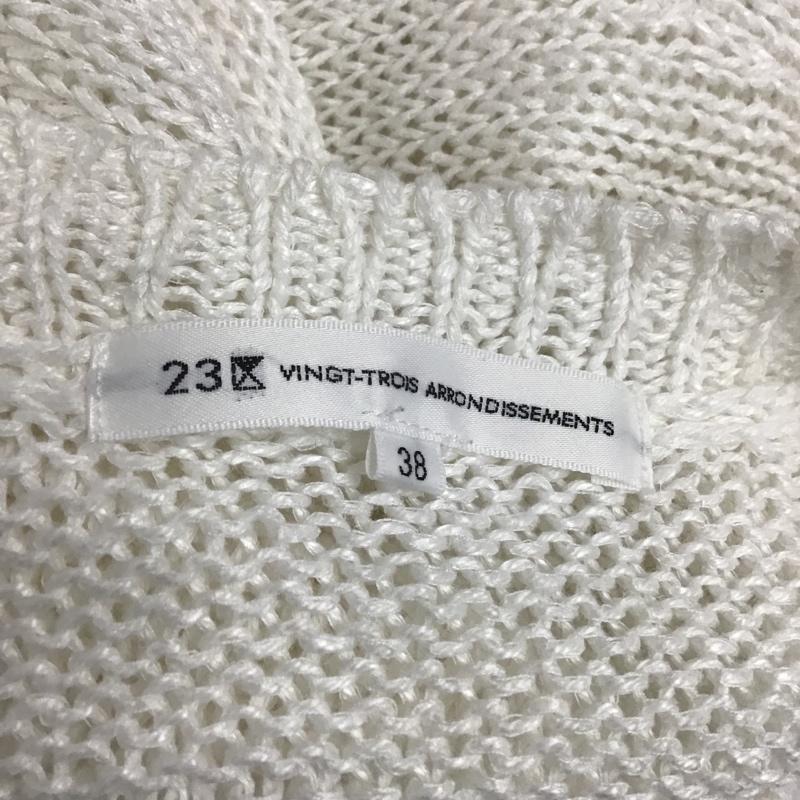 23区 VINGT-TROIS ARRONDISSEMENTS
38